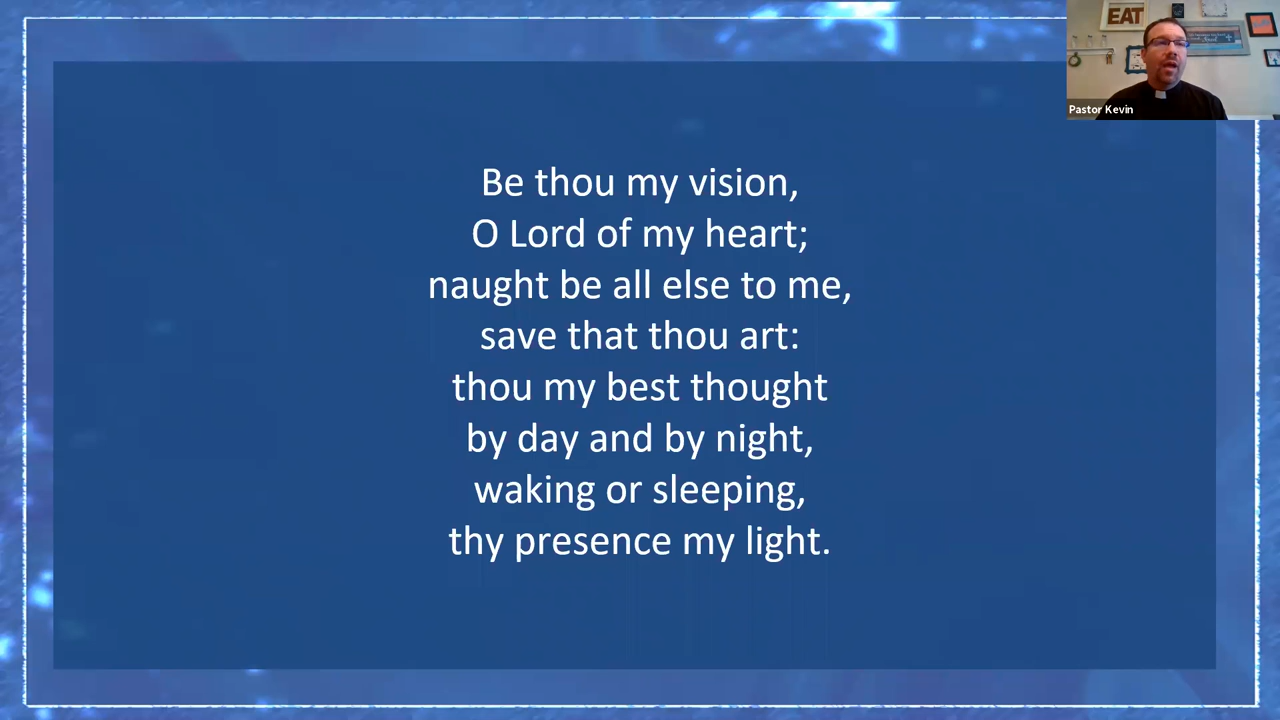 EAT
Pastor Kevin
Be thou my vision,
O Lord of my heart;
naught be all else to me,
save that thou art:
thou my best thought
by day and by night,
waking or sleeping,
thy presence my light.